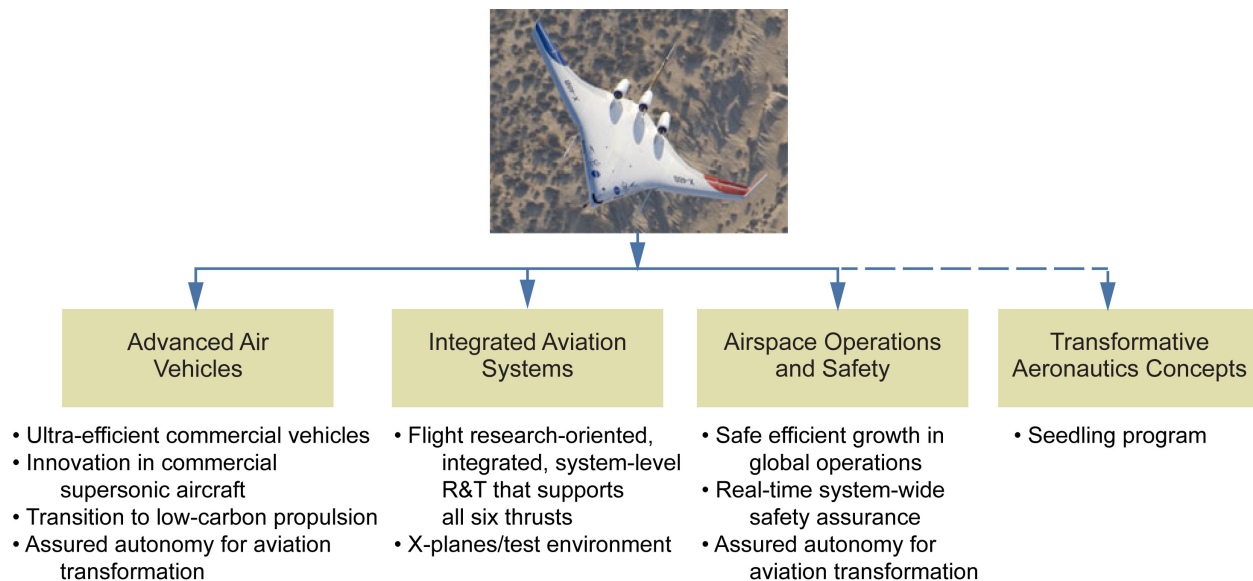 X-48B
X-48B
Advanced Air
Vehicles
• Ultra-efficient commercial vehicles
• Innovation in commercial
supersonic aircraft
• Transition to low-carbon propulsion
• Assured autonomy for aviation
transformation
Integrated Aviation
Systems
• Flight research-oriented,
integrated, system-level
R&T that supports
all six thrusts
• X-planes/test environment
Airspace Operations
and Safety
• Safe efficient growth in
global operations
• Real-time system-wide
safety assurance
• Assured autonomy for
aviation transformation
Transformative
Aeronautics Concepts
• Seedling program